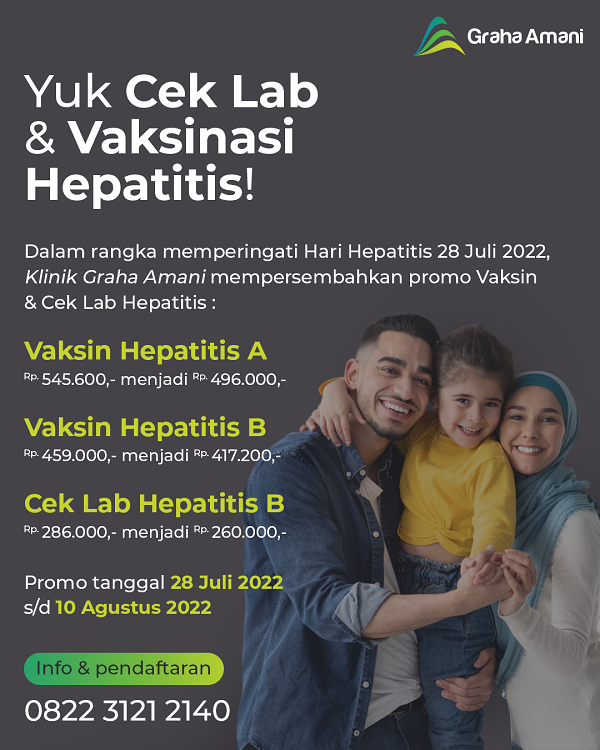 Graha Amani
Yuk Cek Lab
& Vaksinasi
Hepatitis!
Dalam rangka memperingati Hari Hepatitis 28 Juli 2022,
Klinik Graha Amani mempersembahkan promo Vaksin
& Cek Lab Hepatitis :
Vaksin Hepatitis A
Rp. 545.600,- menjadi Rp. 496.000,-
Vaksin Hepatitis B
Rp. 459.000,- menjadi Rp. 417.200,-
Cek Lab Hepatitis B
Rp. 286.000,- menjadi Rp. 260.000,-
Promo tanggal 28 Juli 2022
s/d 10 Agustus 2022
Info & pendaftaran
0822 3121 2140